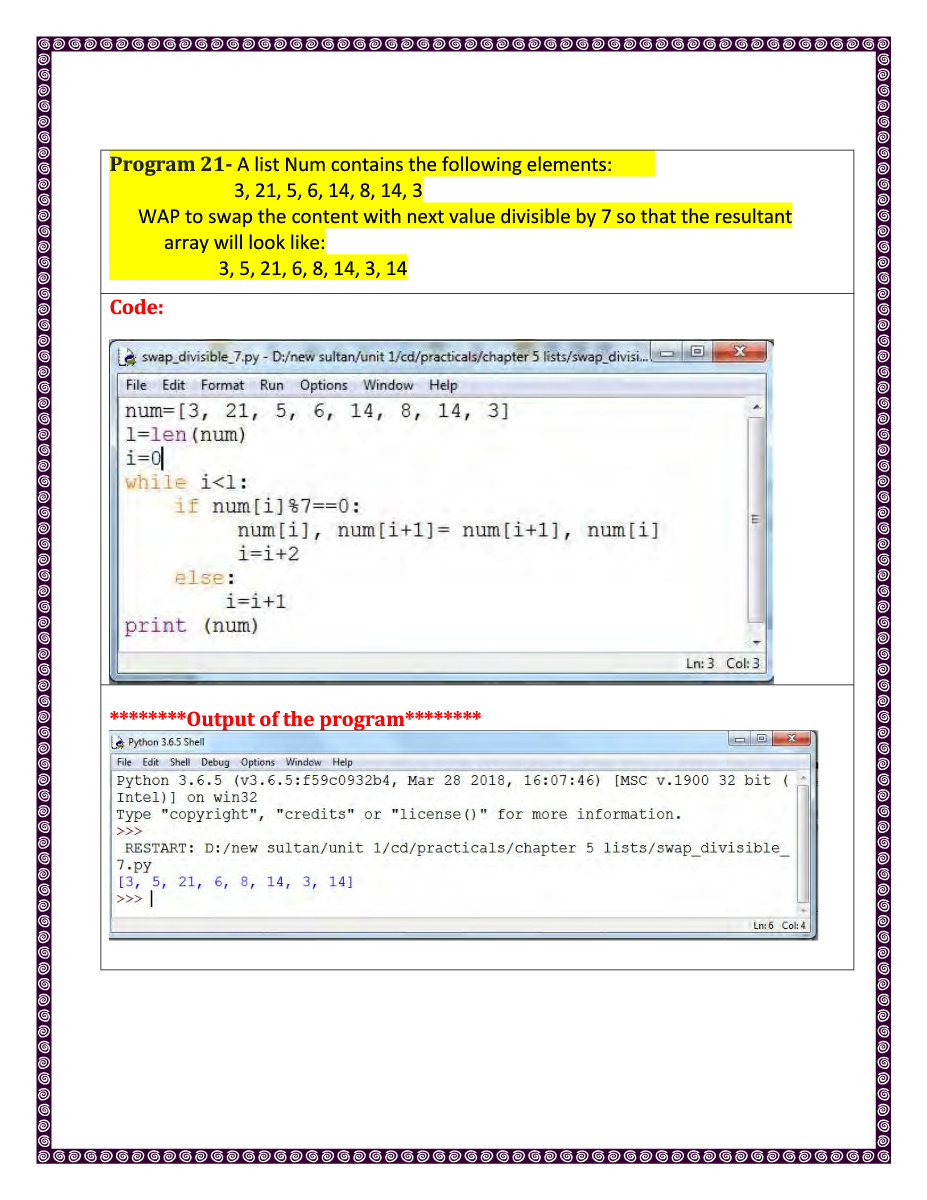 Program 21- A list Num contains the following elements:
3, 21, 5, 6, 14, 8, 14, 3
WAP to swap the content with next value divisible by 7 so that the resultant
array will look like:
3, 5, 21, 6, 8, 14, 3, 14
Code:
swap_divisible_7.py - D:/new sultan/unit 1/cd/practicals/chapter 5 lists/swap_divisi...
File Edit Format Run Options Window Help
num=[3, 21, 5, 6, 14, 8, 14, 3]
l=len(num)
i=0
while i<l:
    if num[i]%7==0:
         num[i], num[i+1]= num[i+1], num[i]
         i=i+2
    else:
        i=i+1
print (num)
Ln: 3 Col: 3
********Output of the program********
Python 3.6.5 Shell
File Edit Shell Debug Options Window Help
Python 3.6.5 (v3.6.5:f59c0932b4, Mar 28 2018, 16:07:46) [MSC v.1900 32 bit (
Intel)] on win32
Type "copyright", "credits" or "license()" for more information.
>>>
 RESTART: D:/new sultan/unit 1/cd/practicals/chapter 5 lists/swap_divisible_
7.py
[3, 5, 21, 6, 8, 14, 3, 14]
>>>
Ln: 6 Col: 4